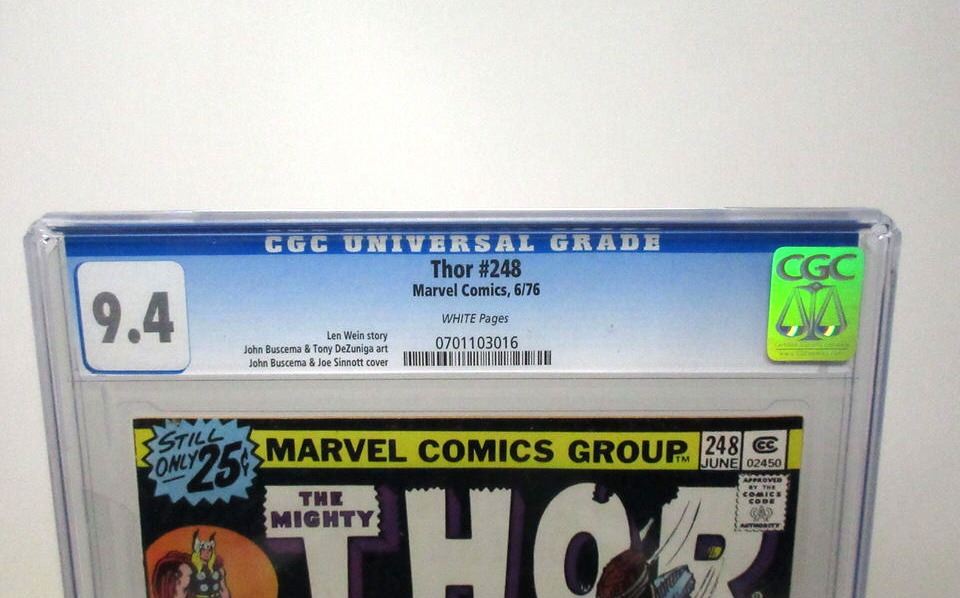 CGC UNIVERSAL GRADE
Thor #248
Marvel Comics, 6/76
9.4
WHITE Pages
Len Wein story
John Buscema & Tony DeZuniga art
John Buscema & Joe Sinnott cover
0701103016
CGC
STILL ONLY 25¢
MARVEL COMICS GROUP™
248
JUNE
CC
02450
THE MIGHTY
THOR
APPROVED
BY THE
COMICS
CODE
AUTHORITY